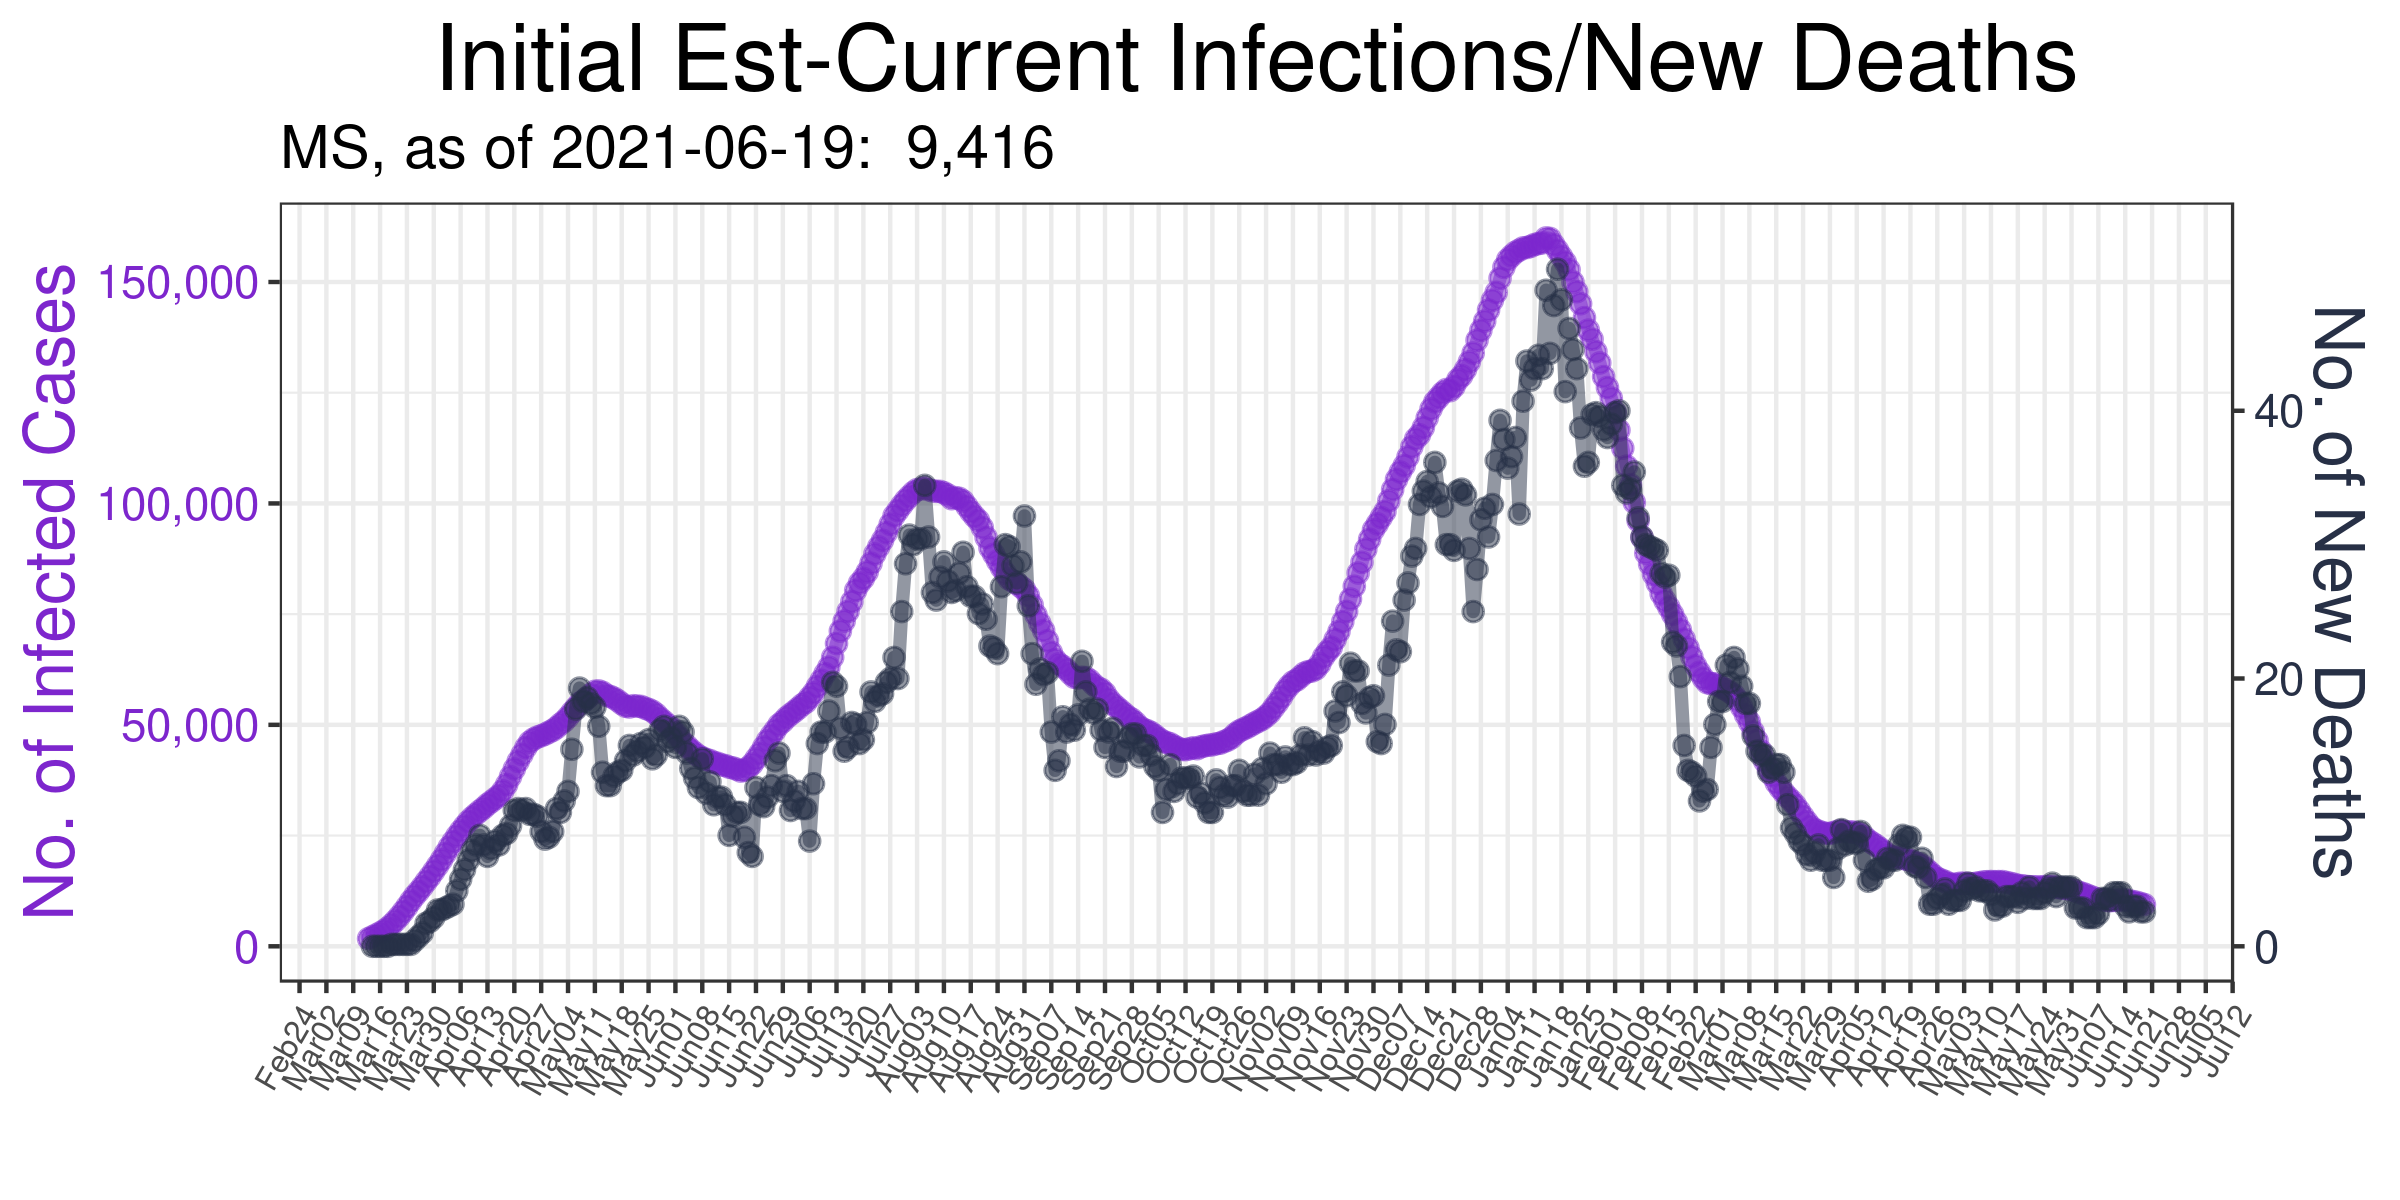 Initial Est-Current Infections/New Deaths
MS, as of 2021-06-19:  9,416
No. of Infected Cases
150,000
100,000
50,000
0
No. of New Deaths
40
20
0
Feb24
Mar02
Mar09
Mar16
Mar23
Mar30
Apr06
Apr13
Apr20
Apr27
May04
May11
May18
May25
Jun01
Jun08
Jun15
Jun22
Jun29
Jul06
Jul13
Jul20
Jul27
Aug03
Aug10
Aug17
Aug24
Aug31
Sep07
Sep14
Sep21
Sep28
Oct05
Oct12
Oct19
Oct26
Nov02
Nov09
Nov16
Nov23
Nov30
Dec07
Dec14
Dec21
Dec28
Jan04
Jan11
Jan18
Jan25
Feb01
Feb08
Feb15
Feb22
Mar01
Mar08
Mar15
Mar22
Mar29
Apr05
Apr12
Apr19
Apr26
May03
May10
May17
May24
May31
Jun07
Jun14
Jun21
Jun28
Jul05
Jul12